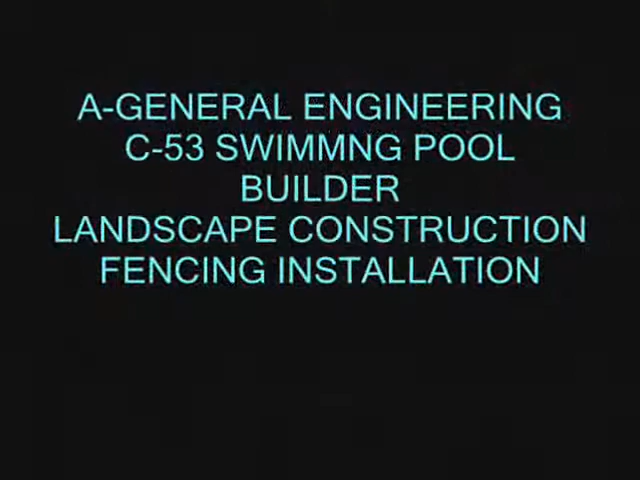 A-GENERAL ENGINEERING
C-53 SWIMMNG POOL
BUILDER
LANDSCAPE CONSTRUCTION
FENCING INSTALLATION